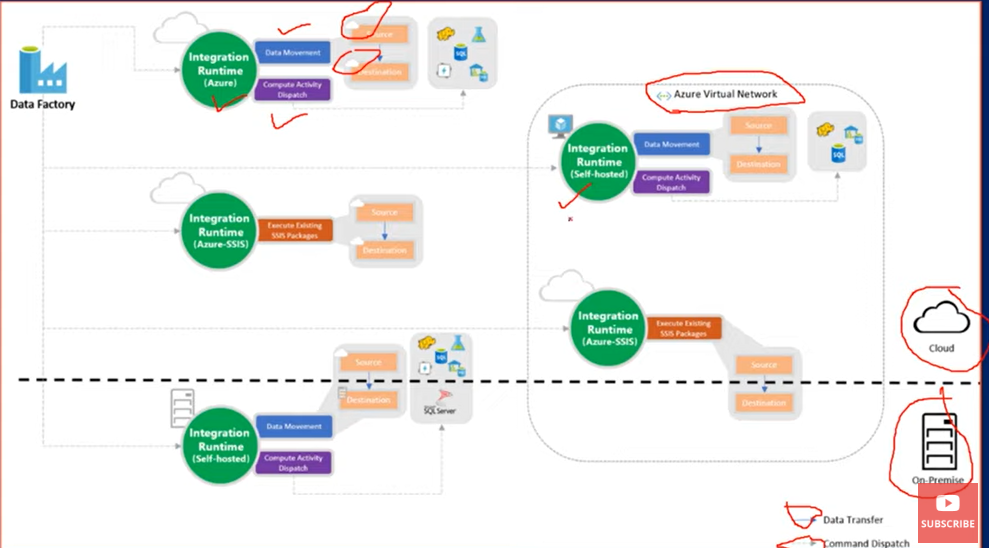 Data Factory
Integration
Runtime
(Azure)
Data Movement
Compute Activity
Dispatch
Source
Destination
SQL
Azure Virtual Network
Integration
Runtime
(Self-hosted)
Data Movement
Compute Activity
Dispatch
Source
Destination
SQL
Integration
Runtime
(Azure-SSIS)
Execute Existing
SSIS Packages
Source
Destination
Integration
Runtime
(Azure-SSIS)
Execute Existing
SSIS Packages
Source
Destination
Cloud
Source
Destination
SQL
SQL Server
Integration
Runtime
(Self-hosted)
Data Movement
Compute Activity
Dispatch
On-Premise
SUBSCRIBE
Data Transfer
Command Dispatch